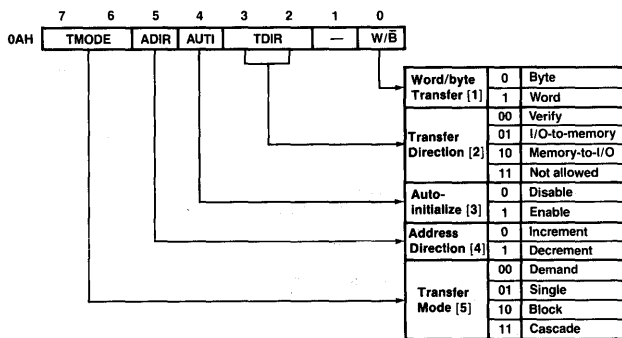 7 6 5 4 3 2 1 0
0AH TMODE ADIR AUTI TDIR — W/B̅
Word/byte Transfer [1]
0 Byte
1 Word
Transfer Direction [2]
00 Verify
01 I/O-to-memory
10 Memory-to-I/O
11 Not allowed
Auto-initialize [3]
0 Disable
1 Enable
Address Direction [4]
0 Increment
1 Decrement
Transfer Mode [5]
00 Demand
01 Single
10 Block
11 Cascade